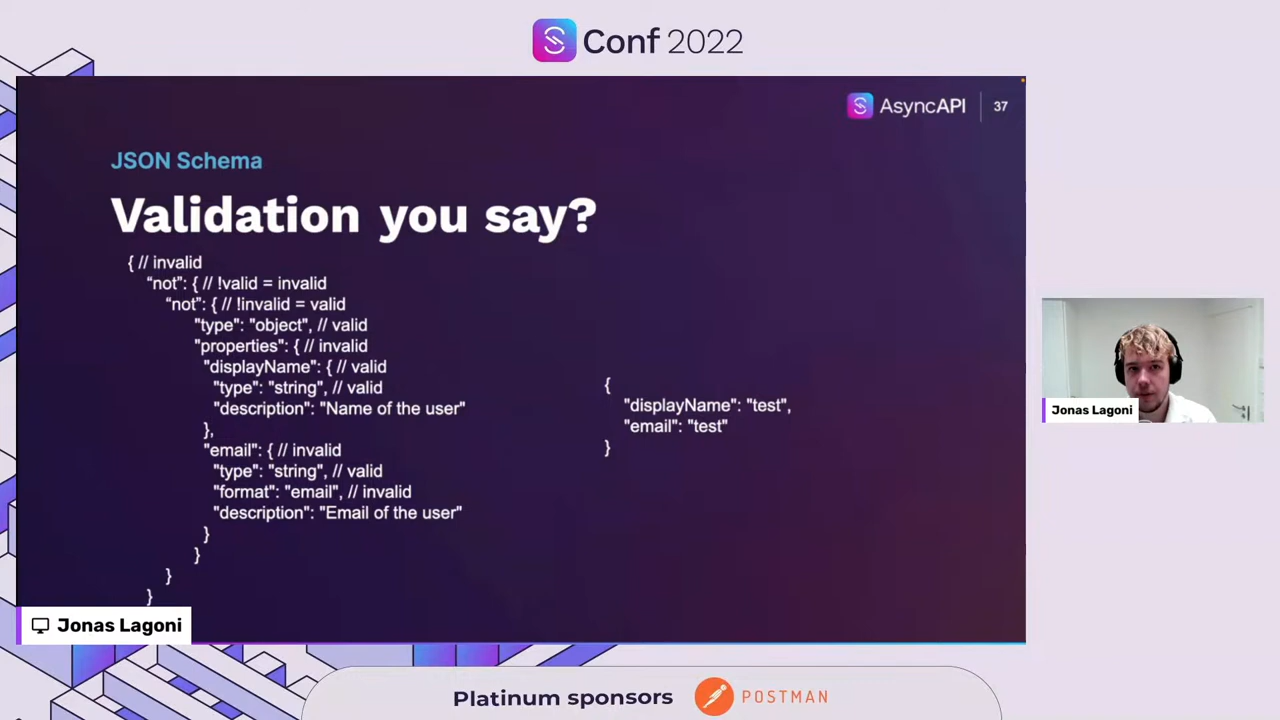 Conf 2022
AsyncAPI
37
JSON Schema
Validation you say?
{ // invalid
“not”: { // !valid = invalid
“not”: { // !invalid = valid
"type": "object", // valid
"properties": { // invalid
"displayName": { // valid
"type": "string", // valid
"description": "Name of the user"
},
"email": { // invalid
"type": "string", // valid
"format": "email", // invalid
"description": "Email of the user"
}
}
}
}
{
"displayName": "test",
"email": "test"
}
Jonas Lagoni
Jonas Lagoni
Platinum sponsors
POSTMAN